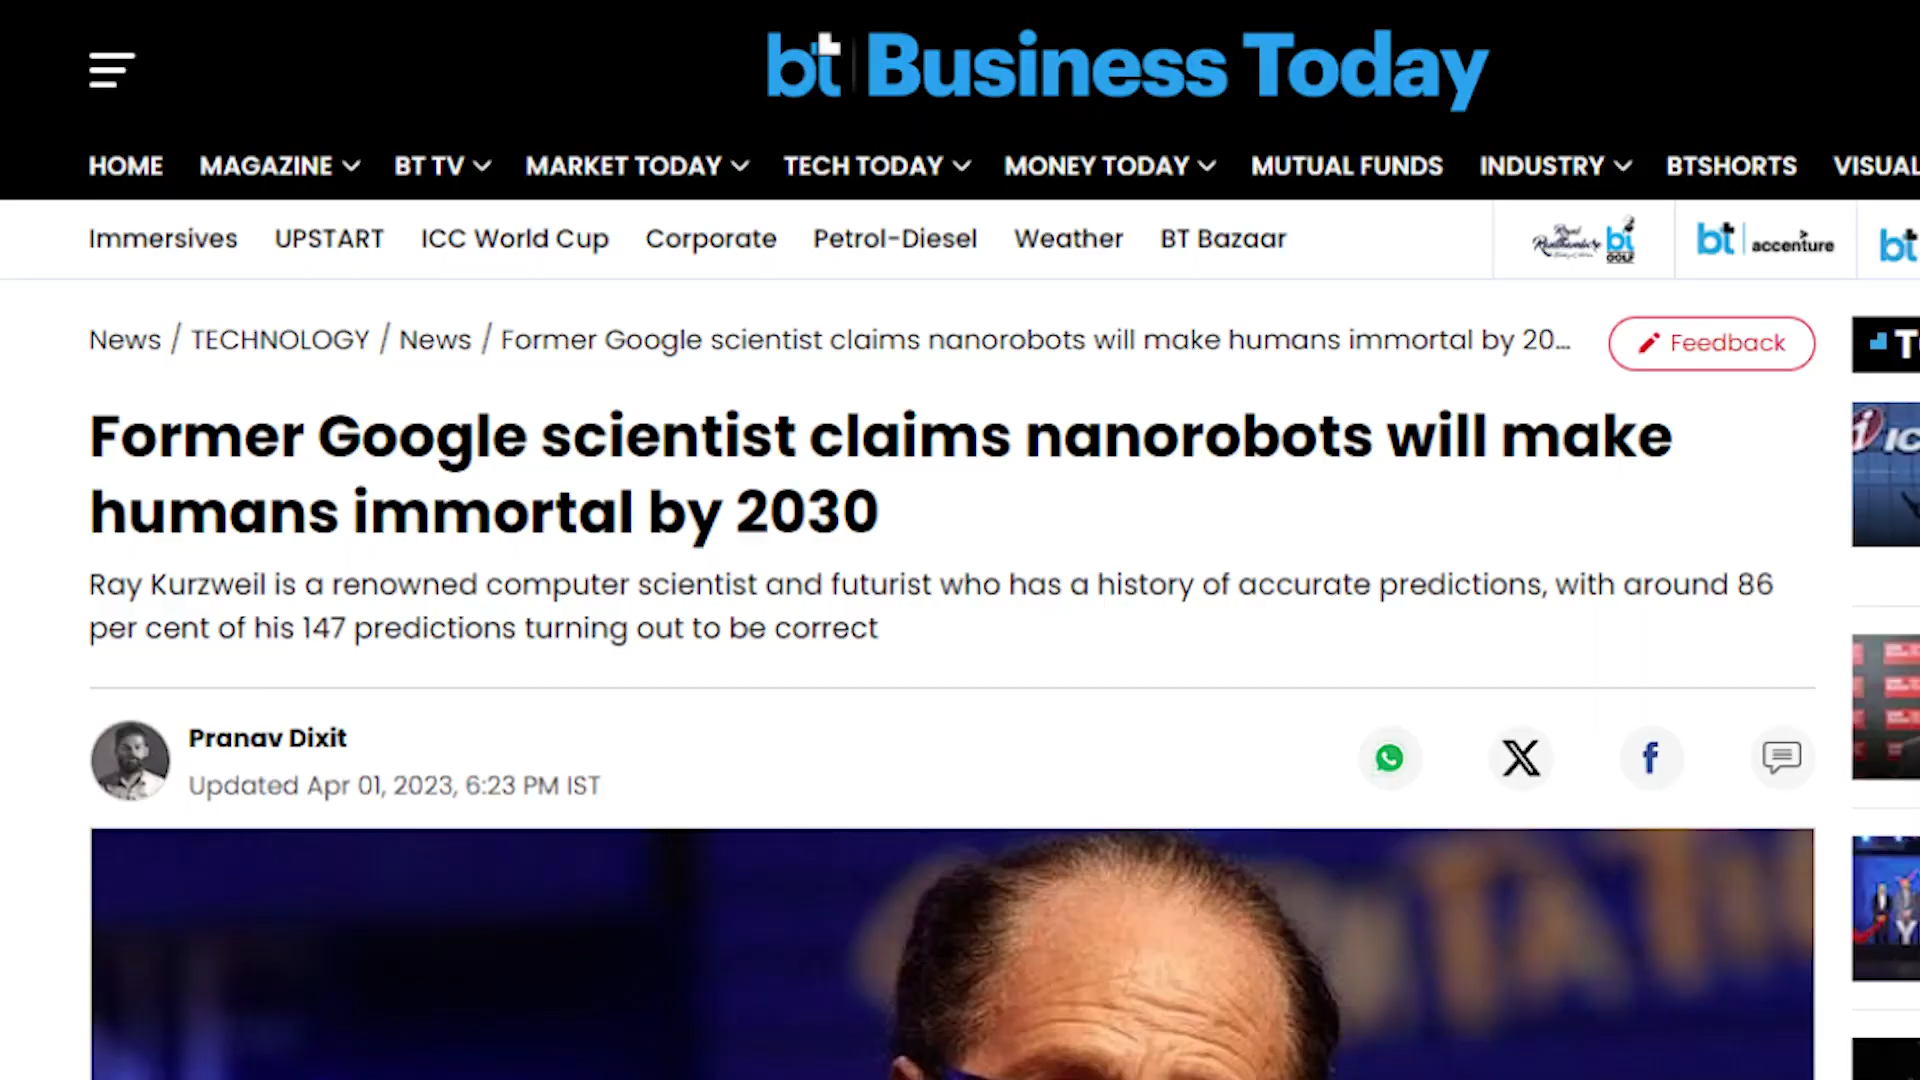 bt Business Today
HOME MAGAZINE BT TV MARKET TODAY TECH TODAY MONEY TODAY MUTUAL FUNDS INDUSTRY BTSHORTS VISUAL
Immersives UPSTART ICC World Cup Corporate Petrol-Diesel Weather BT Bazaar bt GOLF bt accenture bt
News / TECHNOLOGY / News / Former Google scientist claims nanorobots will make humans immortal by 20... Feedback
Former Google scientist claims nanorobots will make
humans immortal by 2030
Ray Kurzweil is a renowned computer scientist and futurist who has a history of accurate predictions, with around 86
per cent of his 147 predictions turning out to be correct
Pranav Dixit
Updated Apr 01, 2023, 6:23 PM IST